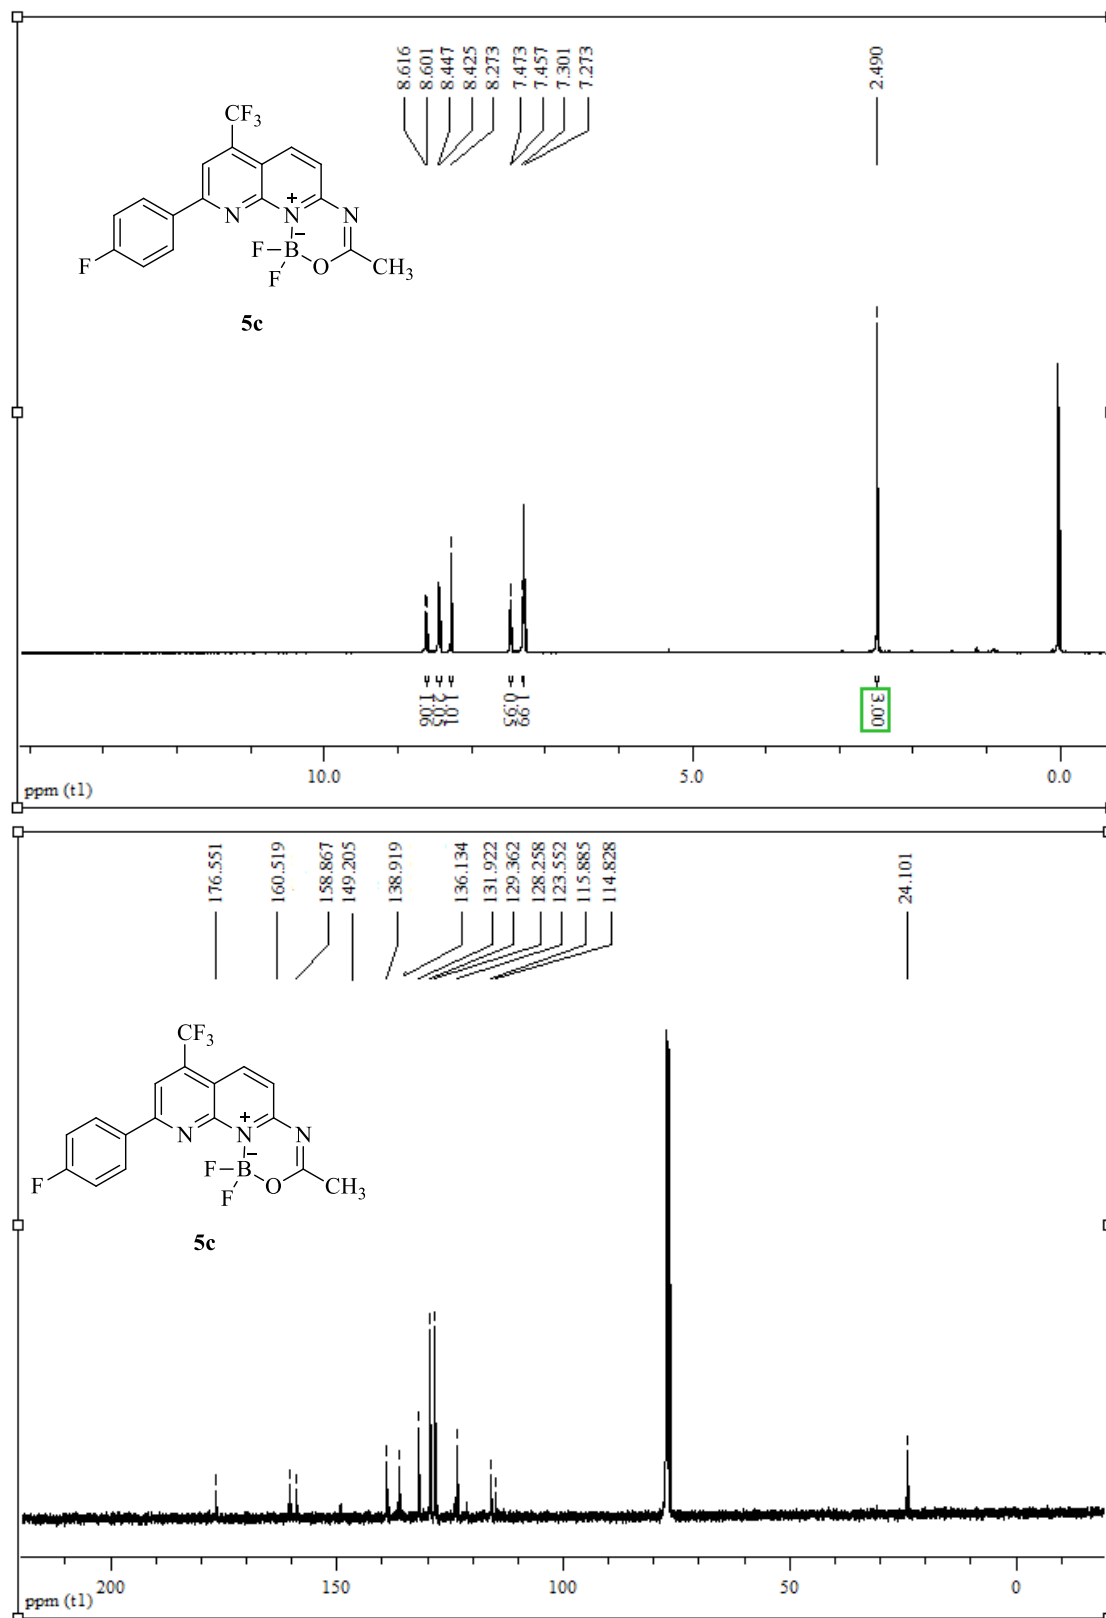 8.616
8.601
8.447
8.425
8.273
7.473
7.457
7.301
7.273
2.490
CF3
N
N
+
N
F
B
−
O
CH3
F
F
5c
1.06
2.05
1.01
0.95
1.99
3.00
10.0
5.0
0.0
ppm (t1)
176.551
160.519
158.867
149.205
138.919
136.134
131.922
129.362
128.258
123.552
115.885
114.828
24.101
CF3
N
N
+
N
F
B
−
O
CH3
F
F
5c
200
150
100
50
0
ppm (t1)